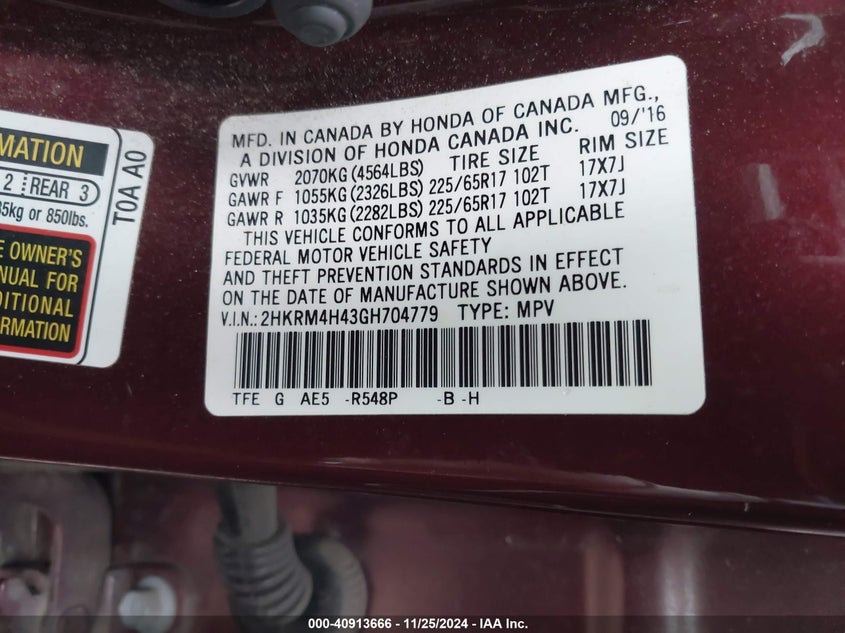 MATION
2 REAR 3
35kg or 850lbs.
E OWNER'S
ANUAL FOR
DITIONAL
FORMATION
T0A A0
MFD. IN CANADA BY HONDA OF CANADA MFG.,
A DIVISION OF HONDA CANADA INC. 09/'16
GVWR 2070KG (4564LBS) TIRE SIZE RIM SIZE
GAWR F 1055KG (2326LBS) 225/65R17 102T 17X7J
GAWR R 1035KG (2282LBS) 225/65R17 102T 17X7J
THIS VEHICLE CONFORMS TO ALL APPLICABLE
FEDERAL MOTOR VEHICLE SAFETY
AND THEFT PREVENTION STANDARDS IN EFFECT
ON THE DATE OF MANUFACTURE SHOWN ABOVE.
V.I.N.: 2HKRM4H43GH704779 TYPE: MPV
TFE G AE5 -R548P -B -H
000-40913666 - 11/25/2024 - IAA Inc.